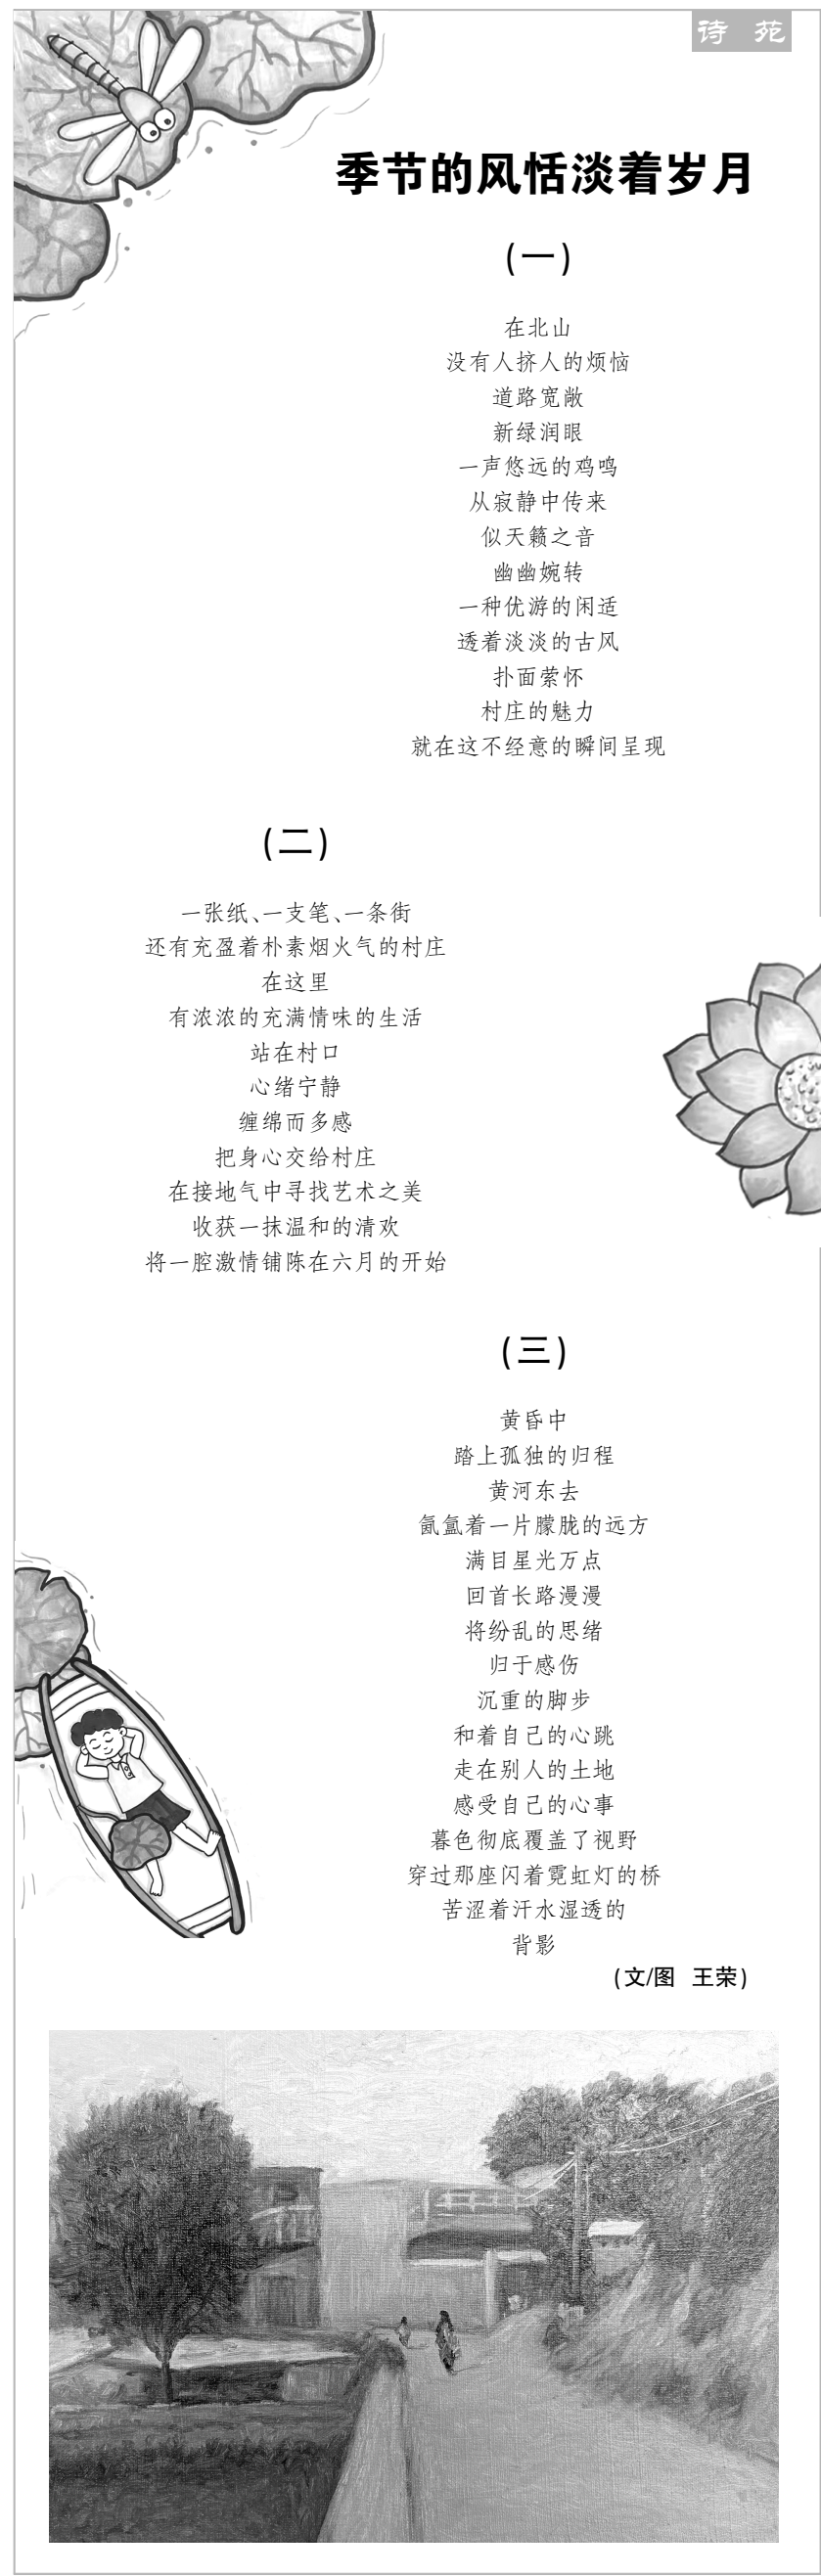 诗 苑
季节的风恬淡着岁月
(一)
在北山
没有人挤人的烦恼
道路宽敞
新绿润眼
一声悠远的鸡鸣
从寂静中传来
似天籁之音
幽幽婉转
一种优游的闲适
透着淡淡的古风
扑面萦怀
村庄的魅力
就在这不经意的瞬间呈现
(二)
一张纸、一支笔、一条街
还有充盈着朴素烟火气的村庄
在这里
有浓浓的充满情味的生活
站在村口
心绪宁静
缠绵而多感
把身心交给村庄
在接地气中寻找艺术之美
收获一抹温和的清欢
将一腔激情铺陈在六月的开始
(三)
黄昏中
踏上孤独的归程
黄河东去
氤氲着一片朦胧的远方
满目星光万点
回首长路漫漫
将纷乱的思绪
归于感伤
沉重的脚步
和着自己的心跳
走在别人的土地
感受自己的心事
暮色彻底覆盖了视野
穿过那座闪着霓虹灯的桥
苦涩着汗水湿透的
背影
(文/图 王荣)